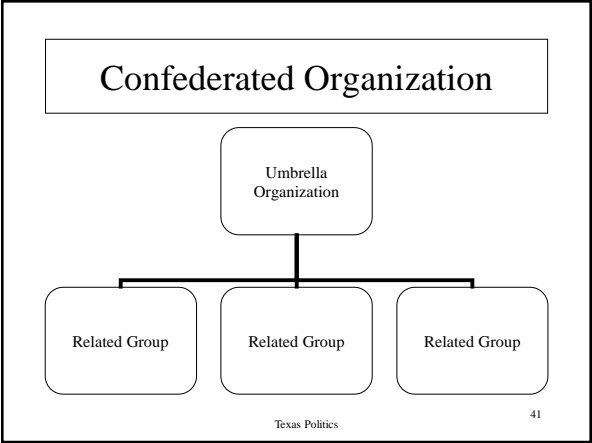 Confederated Organization
Umbrella
Organization
Related Group
Related Group
Related Group
Texas Politics
41